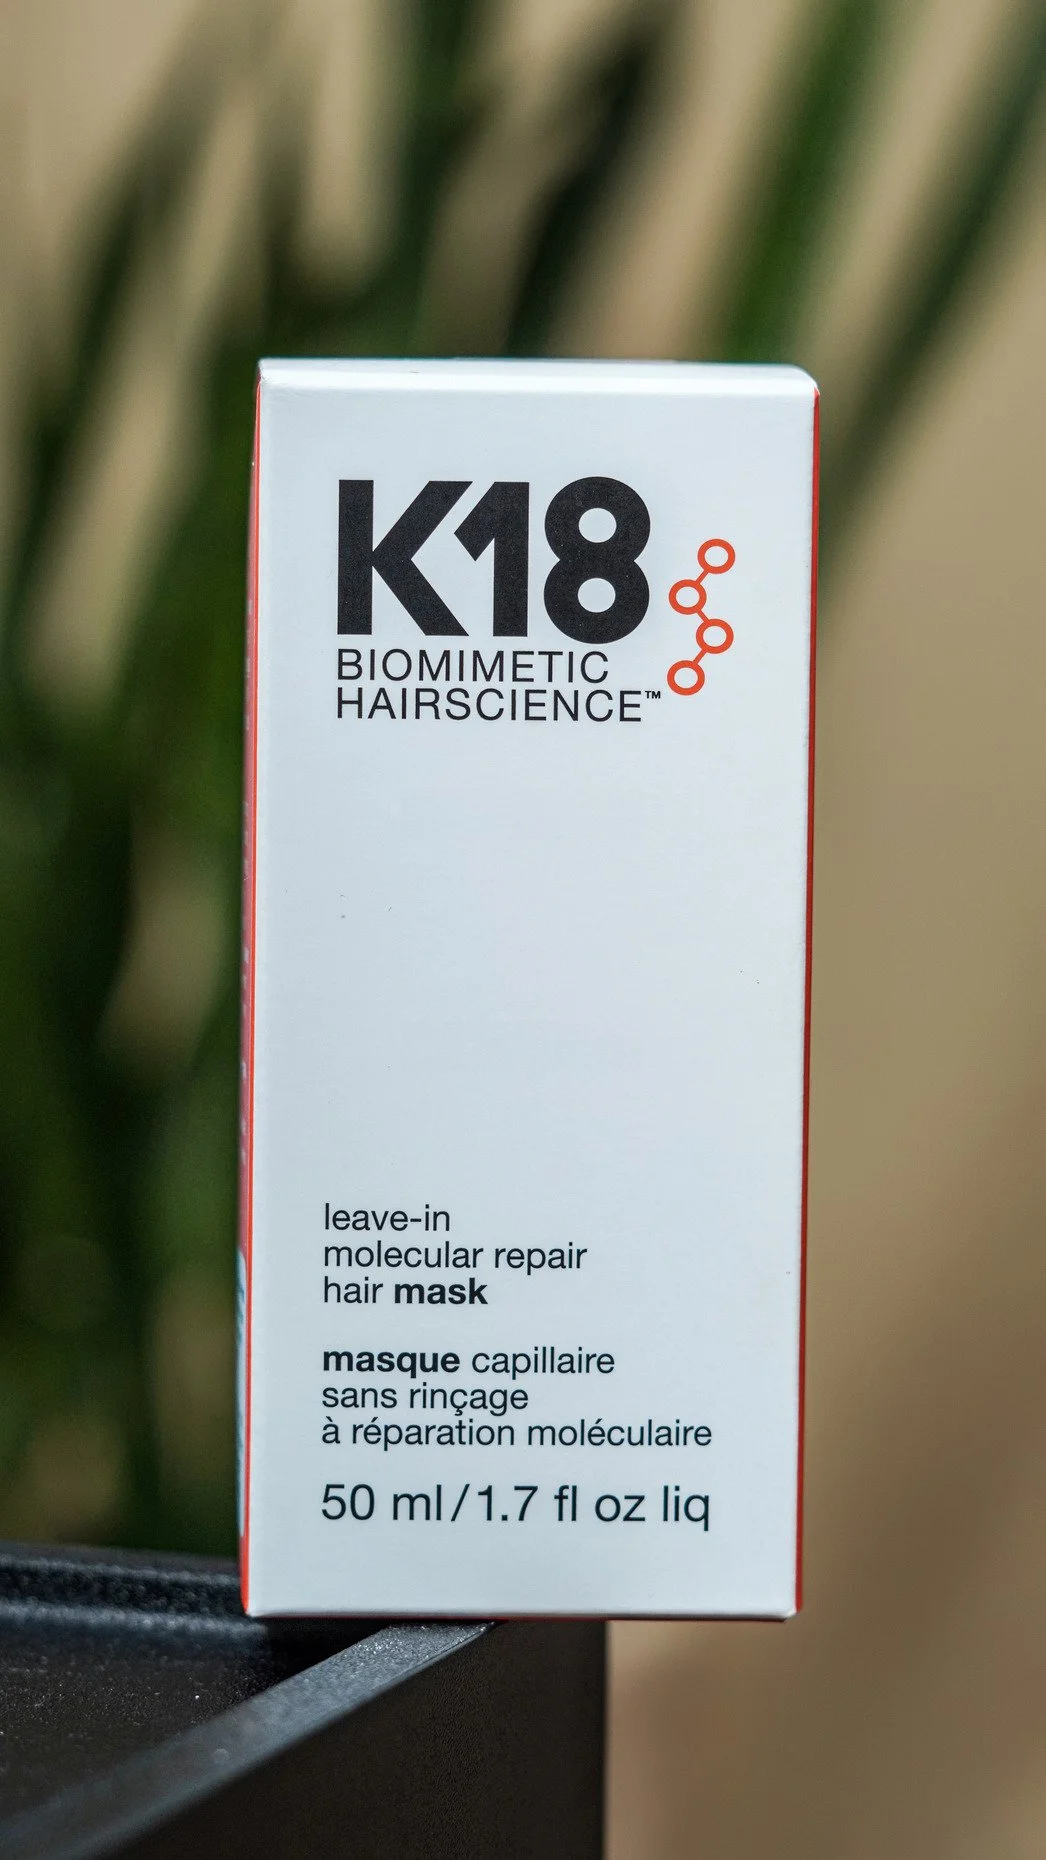 K18
BIOMIMETIC
HAIRSCIENCE™
leave-in
molecular repair
hair mask
masque capillaire
sans rinçage
à réparation moléculaire
50 ml/1.7 fl oz liq